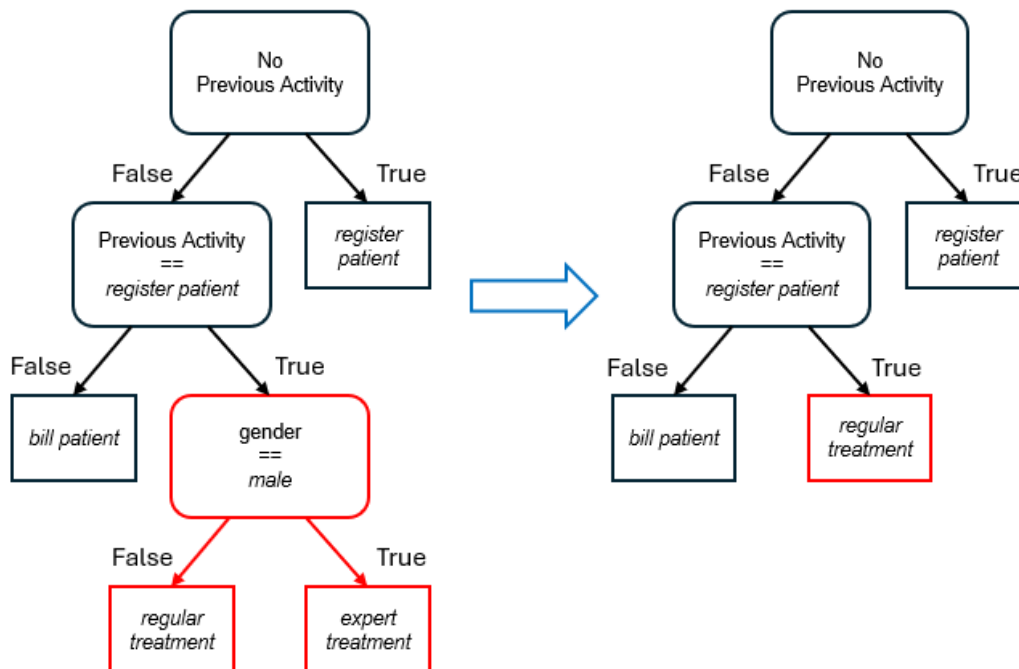 No
Previous Activity
False
True
Previous Activity
==
register patient
register
patient
False
True
bill patient
gender
==
male
False
True
regular
treatment
expert
treatment
No
Previous Activity
False
True
Previous Activity
==
register patient
register
patient
False
True
bill patient
regular
treatment